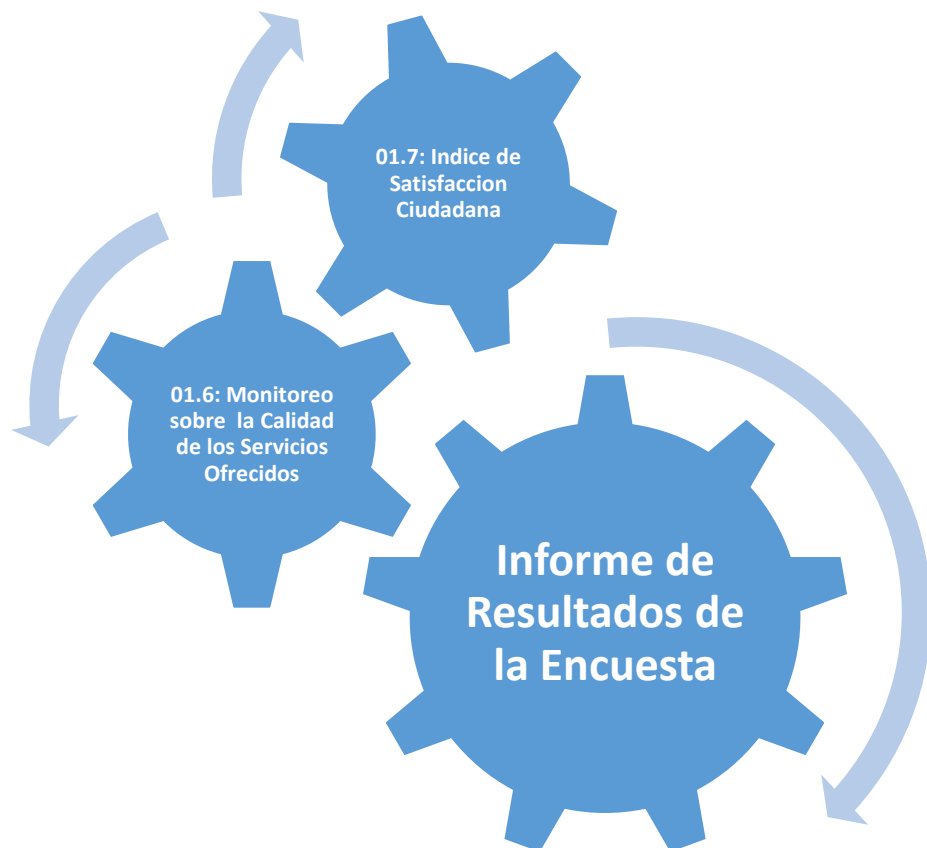 01.7: Indice de
Satisfaccion
Ciudadana
01.6: Monitoreo
sobre  la Calidad
de los Servicios
Ofrecidos
Informe de
Resultados de
la Encuesta